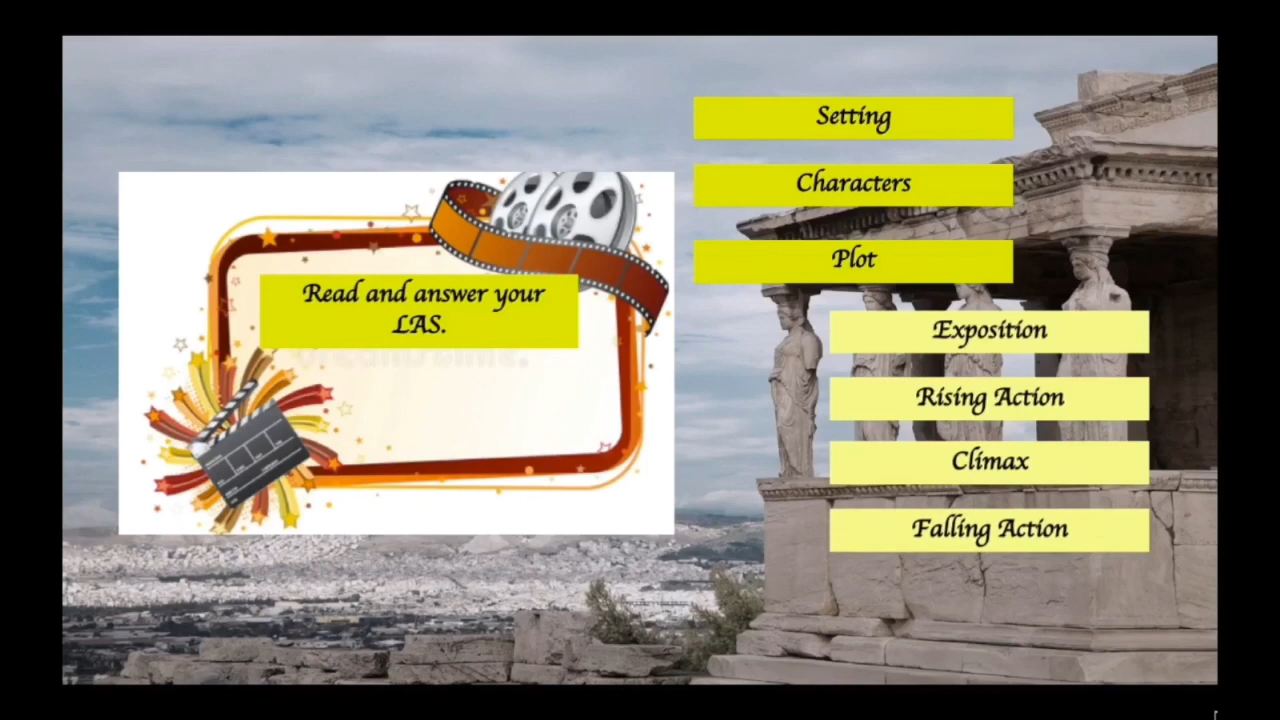 Read and answer your
LAS.
Setting
Characters
Plot
Exposition
Rising Action
Climax
Falling Action